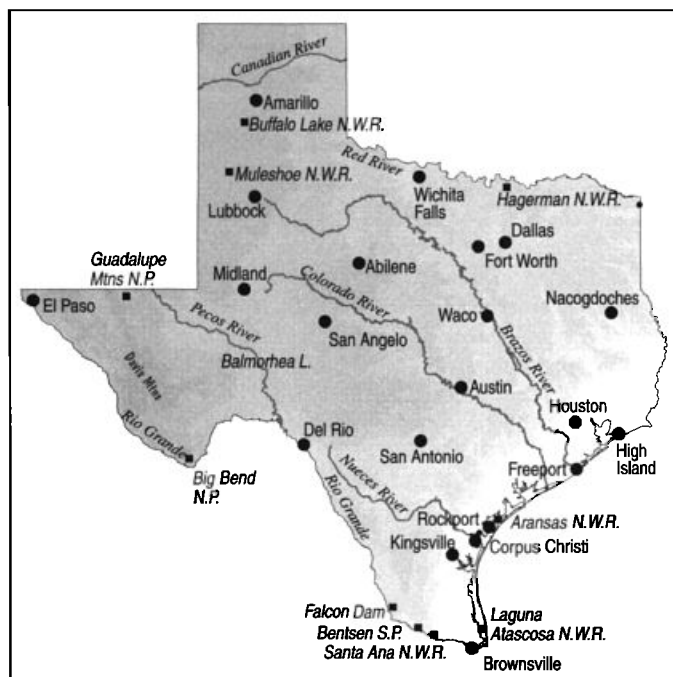 Canadian River
Amarillo
Buffalo Lake N.W.R.
Red River
Muleshoe N.W.R.
Wichita
Falls
Hagerman N.W.R.
Lubbock
Dallas
Fort Worth
Guadalupe
Mtns N.P.
Midland
Abilene
El Paso
Colorado River
Nacogdoches
Pecos River
San Angelo
Waco
Brazos River
Balmorhea L.
Davis Mtns
Austin
Rio Grande
Houston
Del Rio
San Antonio
High
Island
Big Bend
N.P.
Freeport
Nueces River
Rio Grande
Rockport
Aransas N.W.R.
Kingsville
Corpus Christi
Falcon Dam
Bentsen S.P.
Santa Ana N.W.R.
Laguna
Atascosa N.W.R.
Brownsville